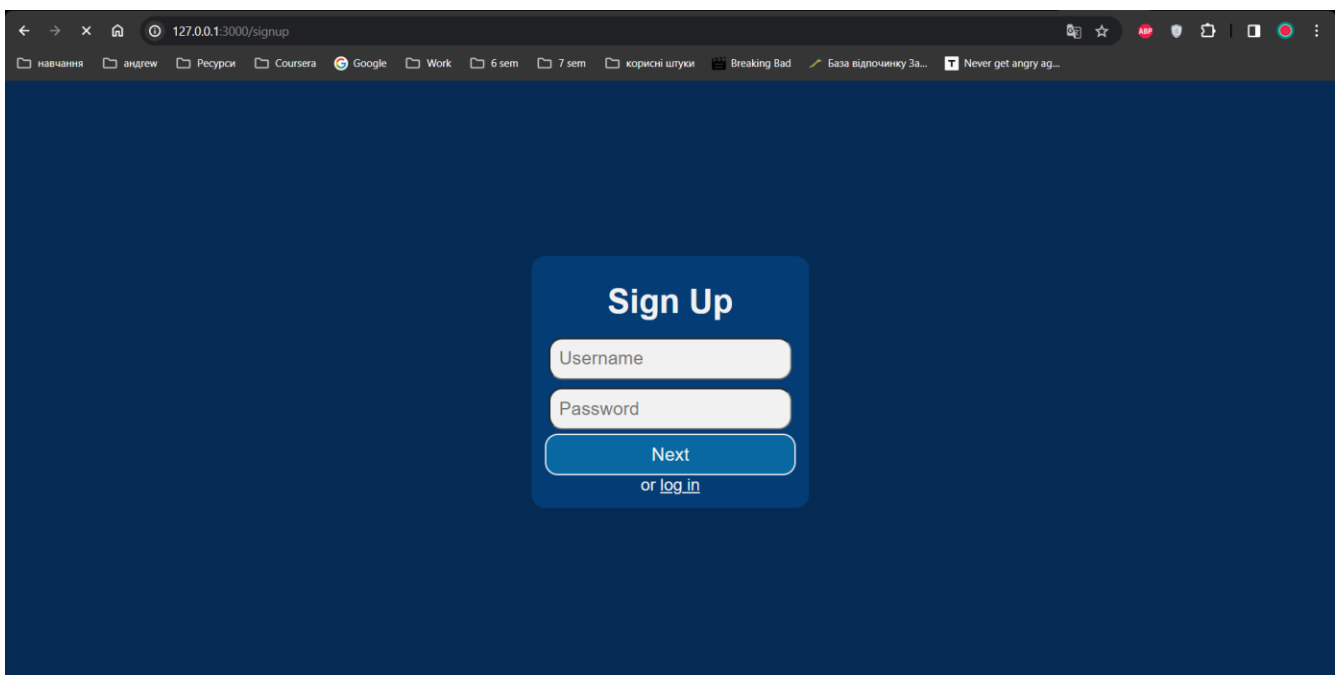 127.0.0.1:3000/signup
ABP
навчання андrew Ресурси Coursera Google Work 6 sem 7 sem корисні штуки Breaking Bad База відпочинку За... T Never get angry ag...
Sign Up
Username
Password
Next
or log in